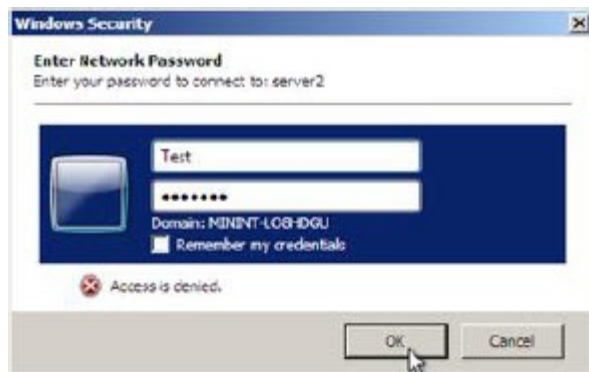 Windows Security
Enter Network Password
Enter your password to connect to: server2
Test
•••••••
Domain: MININT-LO8HDGU
Remember my credentials
Access is denied.
OK
Cancel